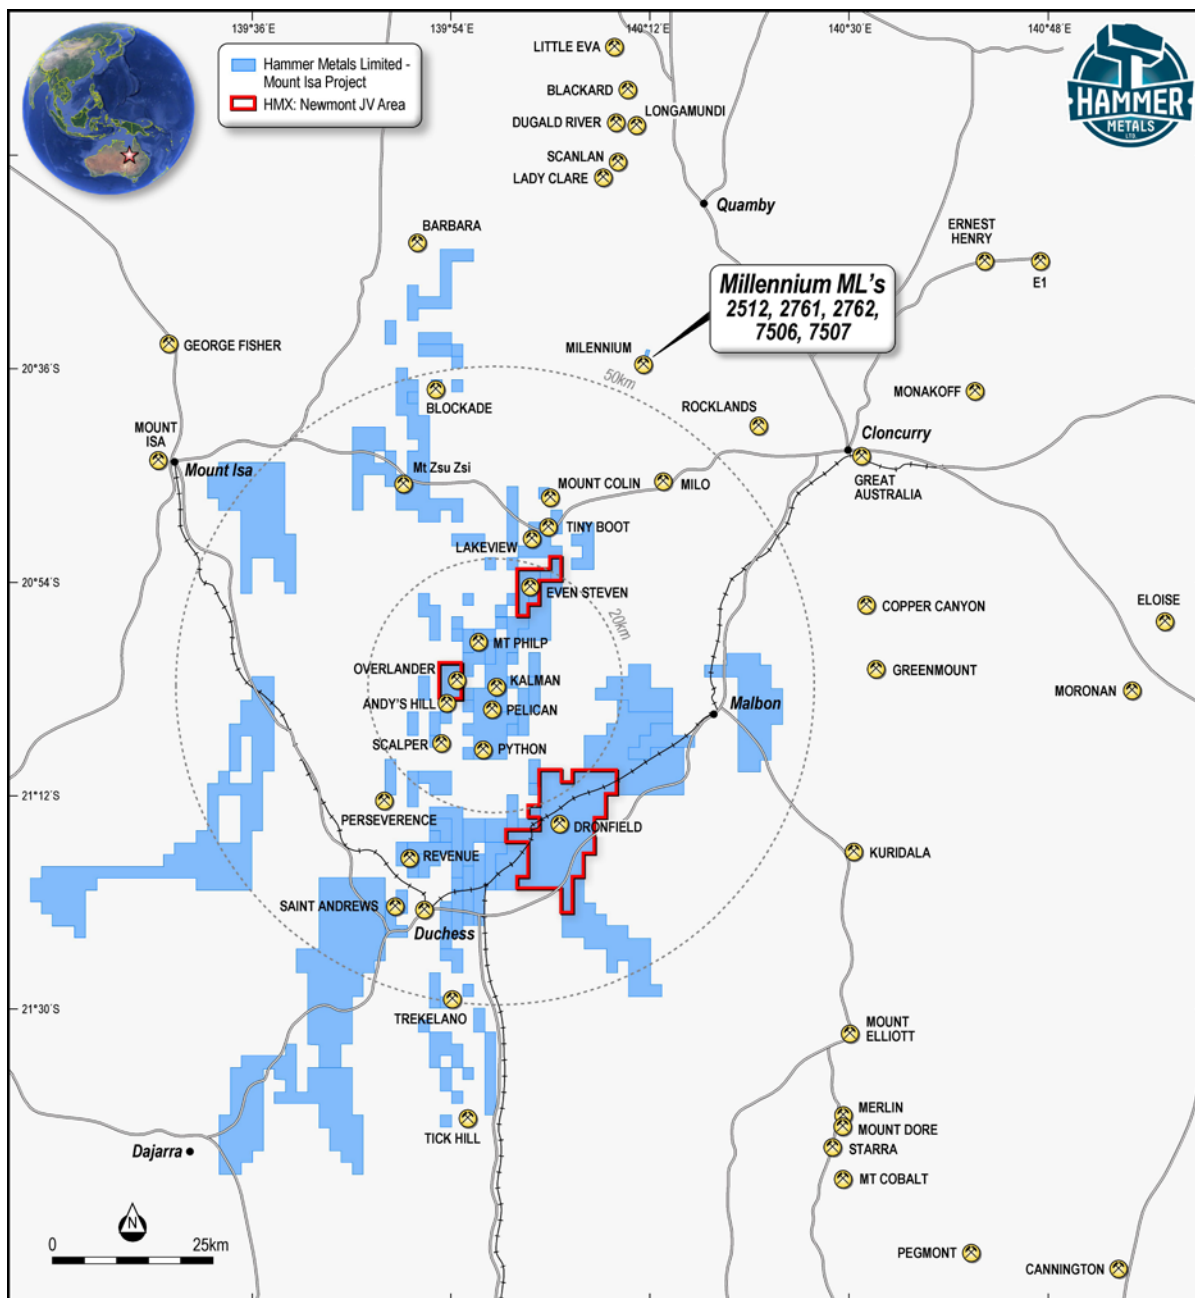 139°36´E
139°54´E
140°12´E
140°30´E
140°48´E
Hammer Metals Limited -
Mount Isa Project
HMX: Newmont JV Area
HAMMER
METALS
LTD
LITTLE EVA
BLACKARD
DUGALD RIVER
LONGAMUNDI
SCANLAN
LADY CLARE
Quamby
BARBARA
ERNEST
HENRY
E1
Millennium ML's
2512, 2761, 2762,
7506, 7507
GEORGE FISHER
MILENNIUM
20°36´S
50km
BLOCKADE
MONAKOFF
ROCKLANDS
Cloncurry
MOUNT
ISA
Mount Isa
Mt Zsu Zsi
MOUNT COLIN
MILO
GREAT
AUSTRALIA
TINY BOOT
LAKEVIEW
20°54´S
EVEN STEVEN
COPPER CANYON
ELOISE
20km
MT PHILP
OVERLANDER
KALMAN
GREENMOUNT
MORONAN
ANDY'S HILL
PELICAN
Malbon
SCALPER
PYTHON
21°12´S
PERSEVERENCE
DRONFIELD
REVENUE
KURIDALA
SAINT ANDREWS
Duchess
21°30´S
TREKELANO
MOUNT
ELLIOTT
MERLIN
MOUNT DORE
TICK HILL
STARRA
Dajarra
MT COBALT
N
0
25km
PEGMONT
CANNINGTON